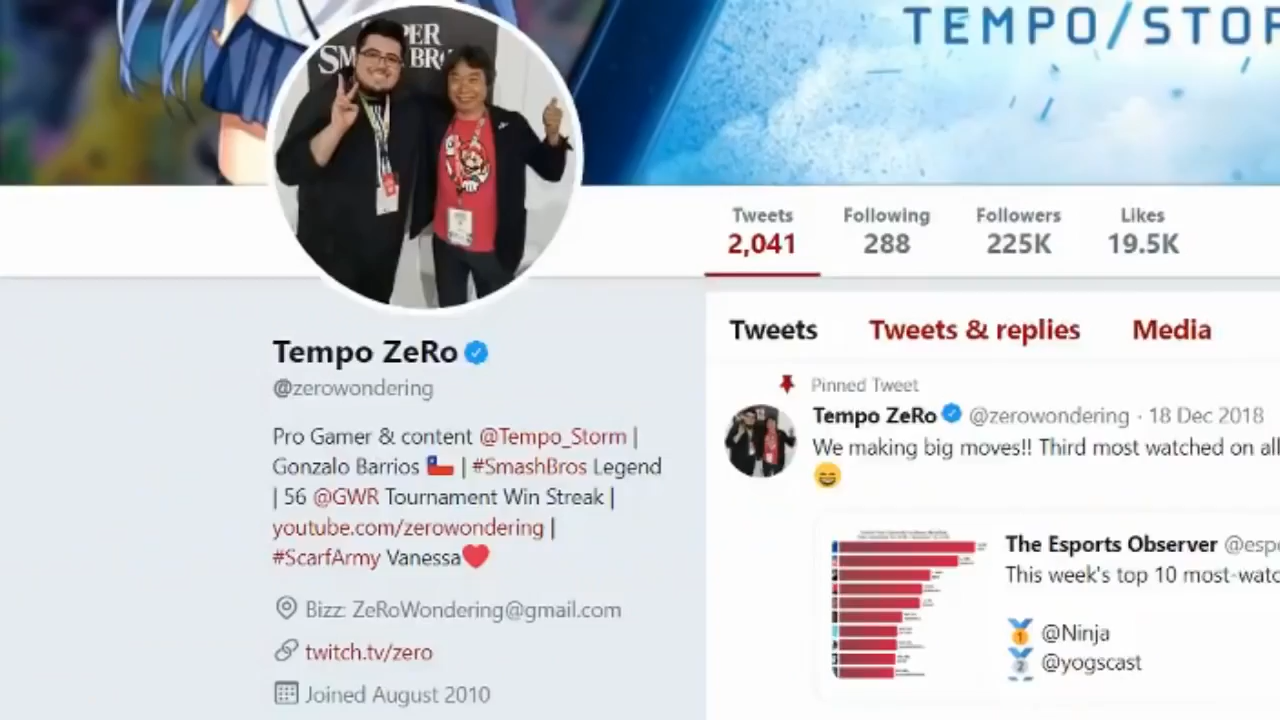 TEMPO/STOR
SUPER
SMASH BRO
Tweets Following Followers Likes
2,041 288 225K 19.5K
Tempo ZeRo
@zerowondering
Pro Gamer & content @Tempo_Storm |
Gonzalo Barrios 🇨🇱 | #SmashBros Legend
| 56 @GWR Tournament Win Streak |
youtube.com/zerowondering |
#ScarfArmy Vanessa❤️
Bizz: ZeRoWondering@gmail.com
twitch.tv/zero
Joined August 2010
Tweets Tweets & replies Media
Pinned Tweet
Tempo ZeRo @zerowondering · 18 Dec 2018
We making big moves!! Third most watched on all
😄
The Esports Observer @espo
This week's top 10 most-watc
🥇 @Ninja
🥈 @yogscast